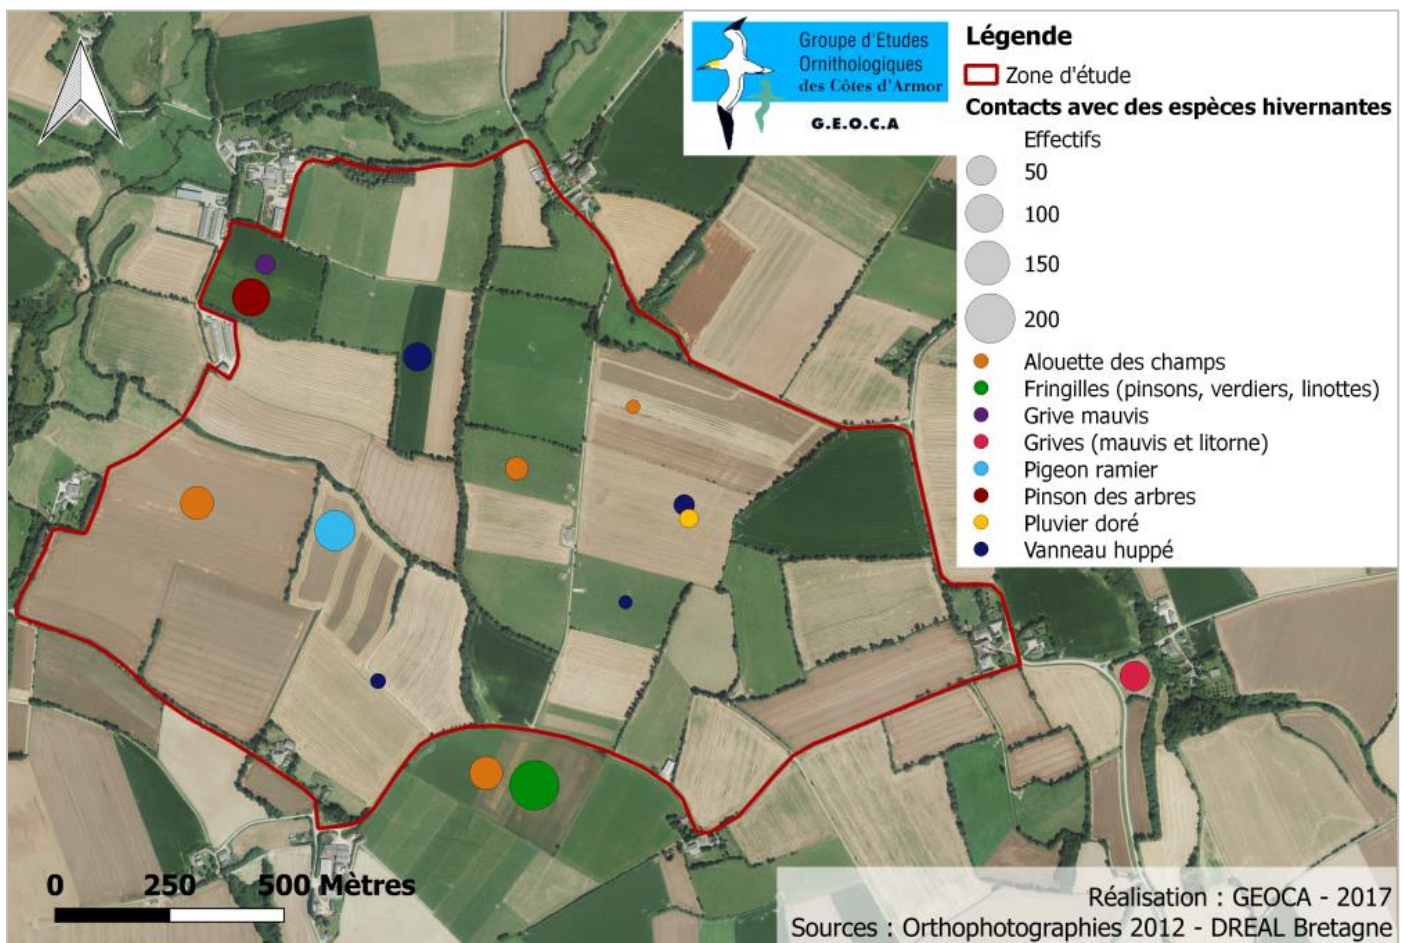 Groupe d'Etudes
Ornithologiques
des Côtes d'Armor
G.E.O.C.A
Légende
Zone d'étude
Contacts avec des espèces hivernantes
Effectifs
50
100
150
200
Alouette des champs
Fringilles (pinsons, verdiers, linottes)
Grive mauvis
Grives (mauvis et litorne)
Pigeon ramier
Pinson des arbres
Pluvier doré
Vanneau huppé
0 250 500 Mètres
Réalisation : GEOCA - 2017
Sources : Orthophotographies 2012 - DREAL Bretagne